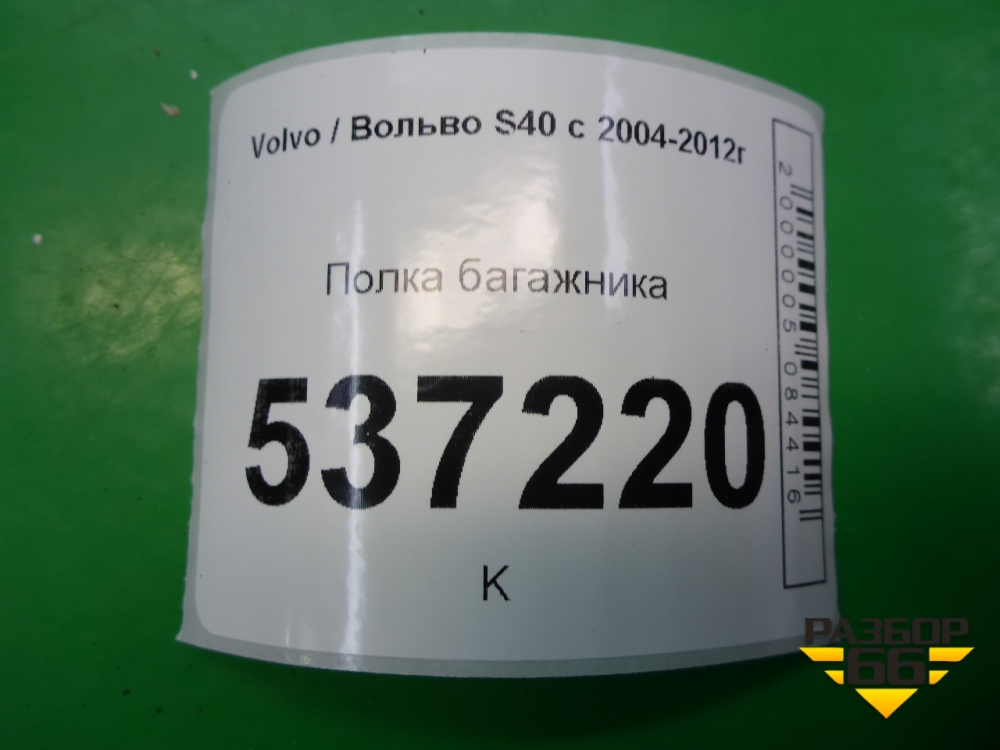 Volvo / Вольво S40 с 2004-2012г
Полка багажника
537220
К
2000005084416
РАЗБОР
66